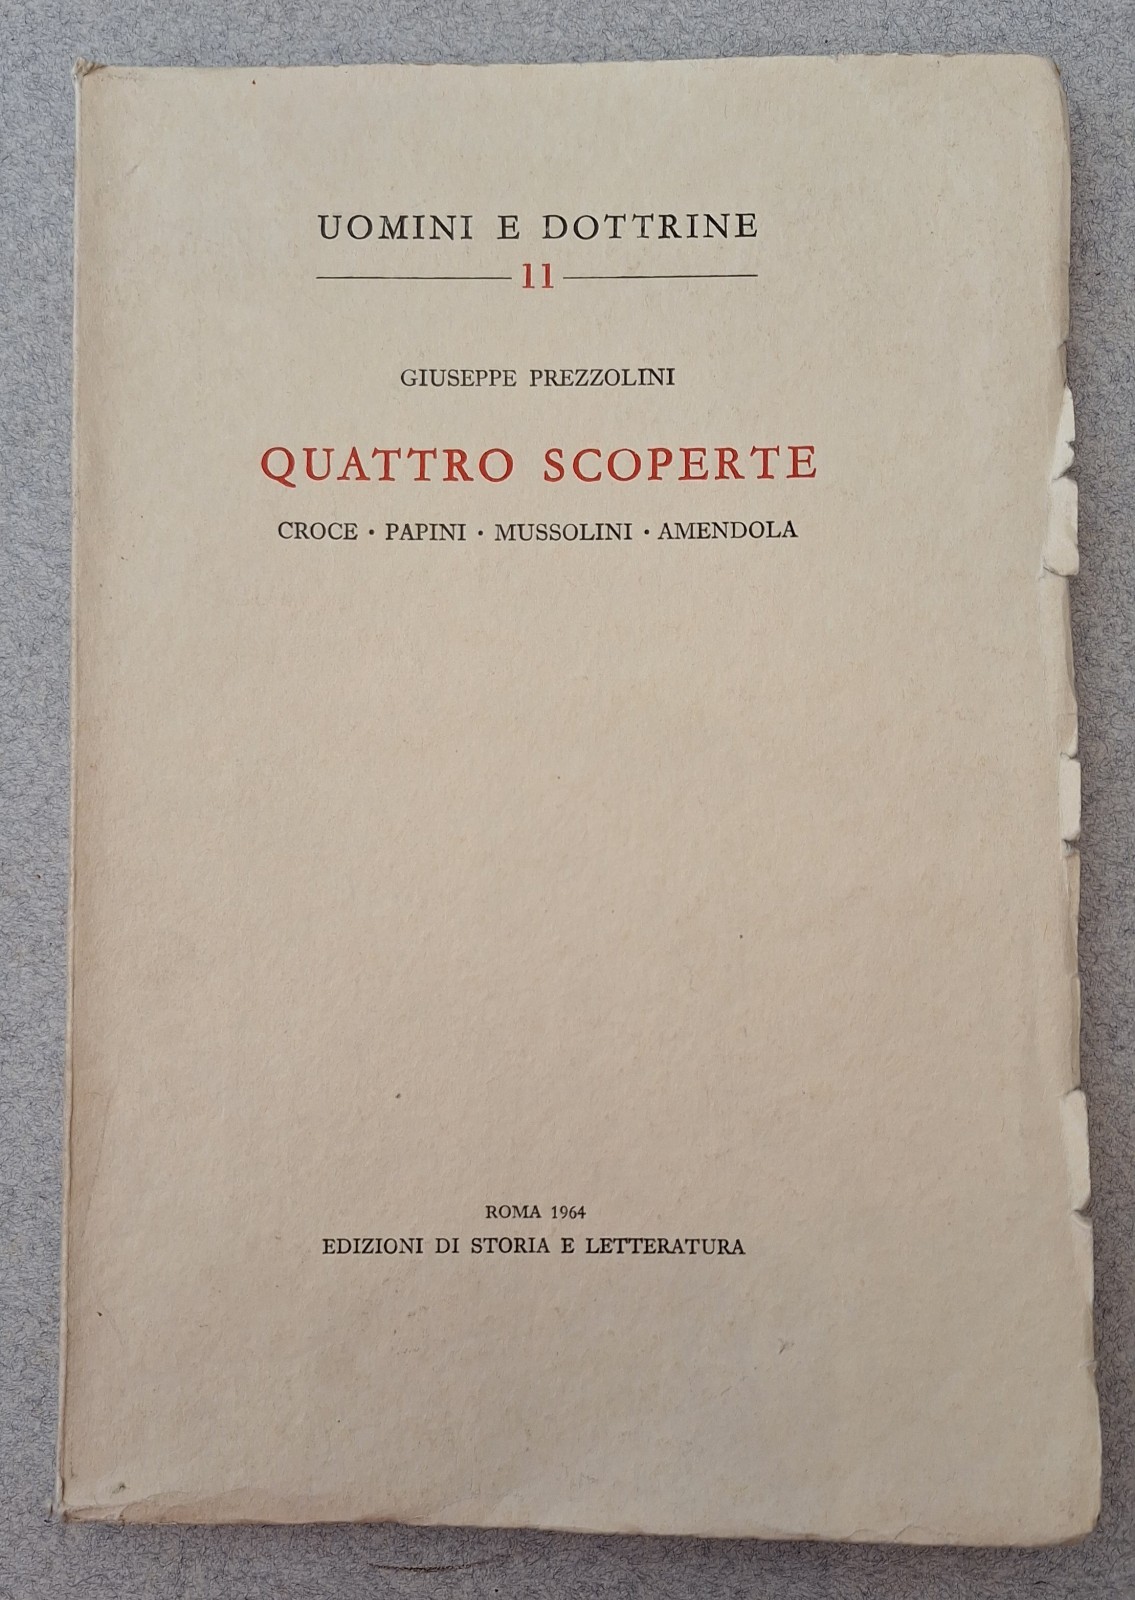 UOMINI E DOTTRINE
11
GIUSEPPE PREZZOLINI
QUATTRO SCOPERTE
CROCE • PAPINI • MUSSOLINI • AMENDOLA
ROMA 1964
EDIZIONI DI STORIA E LETTERATURA